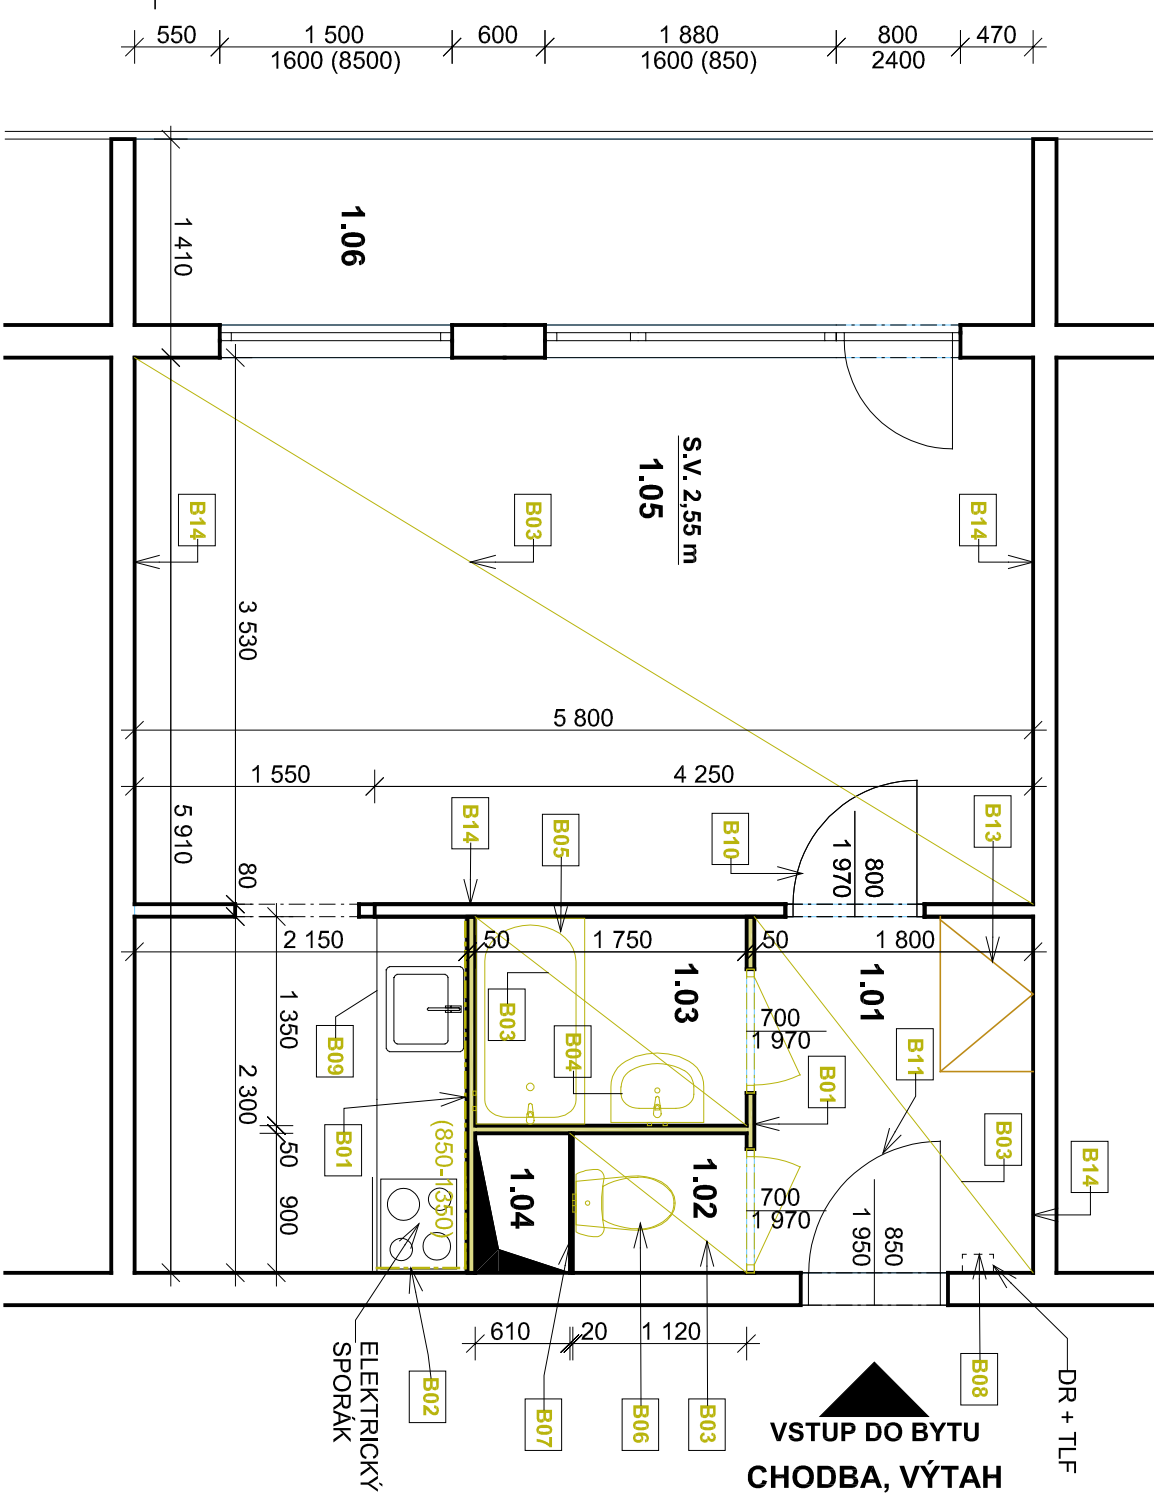 550
1 500
600
1 880
800
470
1600 (8500)
1600 (850)
2400
1 410
1.06
S.V. 2,55 m
1.05
B14
B03
B14
3 530
5 800
1 550
4 250
5 910
80
B14
B05
B10
1 970
800
B13
2 150
50
1 750
50
1 800
1.03
1.01
1 350
B09
B03
B04
700
1 970
B01
B11
2 300
50
B01
(850-1350)
900
1.04
1.02
700
1 970
B03
B14
1 950
850
610
20
1 120
ELEKTRICKÝ
SPORÁK
B02
B07
B06
B03
B08
DR + TLF
VSTUP DO BYTU
CHODBA, VÝTAH